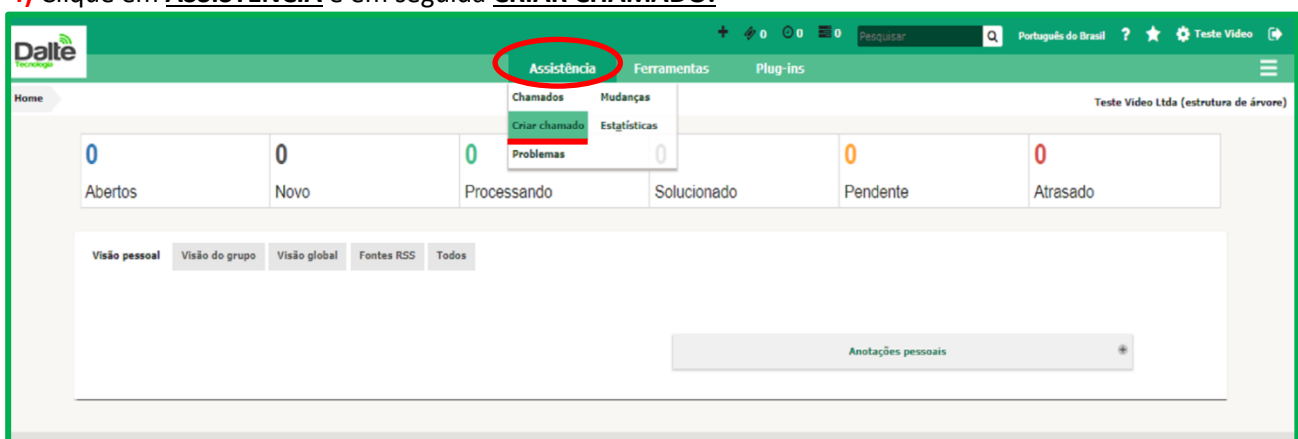 Clique em ASSISTÊNCIA e em seguida CRIAR CHAMADO:
Dalte
Tecnologia
0 0 0 Pesquisar Português do Brasil ? Teste Video
Assistência Ferramentas Plug-ins
Home
Teste Video Ltda (estrutura de árvore)
Chamados Mudanças
Criar chamado Estatísticas
Problemas
0 0 0 0 0 0
Abertos Novo Processando Solucionado Pendente Atrasado
Visão pessoal Visão do grupo Visão global Fontes RSS Todos
Anotações pessoais